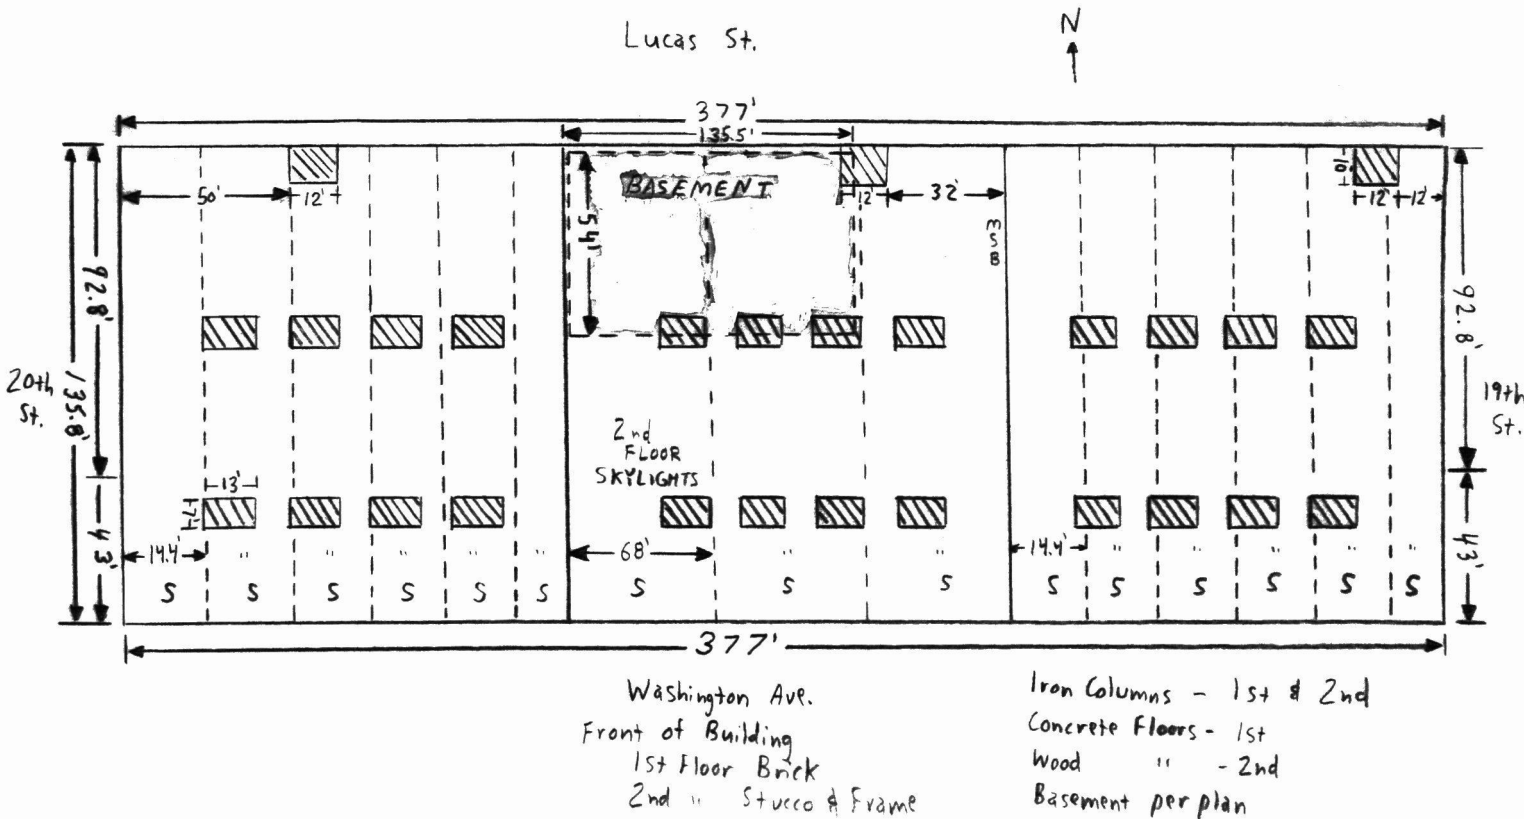 Lucas St.
N
377'
135.5'
BASEMENT
50'
12'
54'
12'
32'
10'
12'
12'
3SB
92.8'
135.8'
92.8'
20th
St.
19th
St.
2nd
FLOOR
SKYLIGHTS
13'
7.4'
43'
43'
14.4' " " " " "
68' " "
14.4' " " " " "
S S S S S S S S S S S S S S S
377'
Washington Ave.
Front of Building
1st Floor Brick
2nd " Stucco & Frame
Iron Columns - 1st & 2nd
Concrete Floors - 1st
Wood " - 2nd
Basement per plan